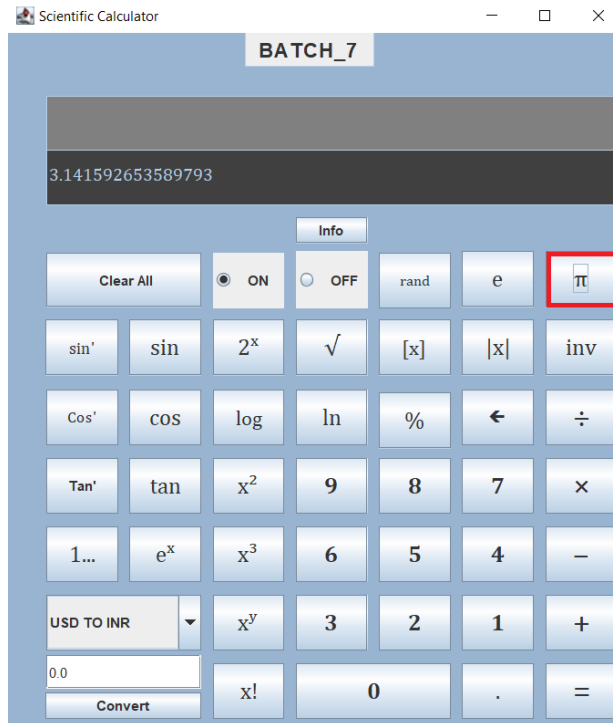 Scientific Calculator
BATCH_7
3.141592653589793
Info
Clear All ON OFF rand e π
sin' sin 2ˣ √ [x] |x| inv
Cos' cos log ln % 🡸 ÷
Tan' tan x² 9 8 7 ×
1... eˣ x³ 6 5 4 −
USD TO INR xʸ 3 2 1 +
0.0
Convert x! 0 . =